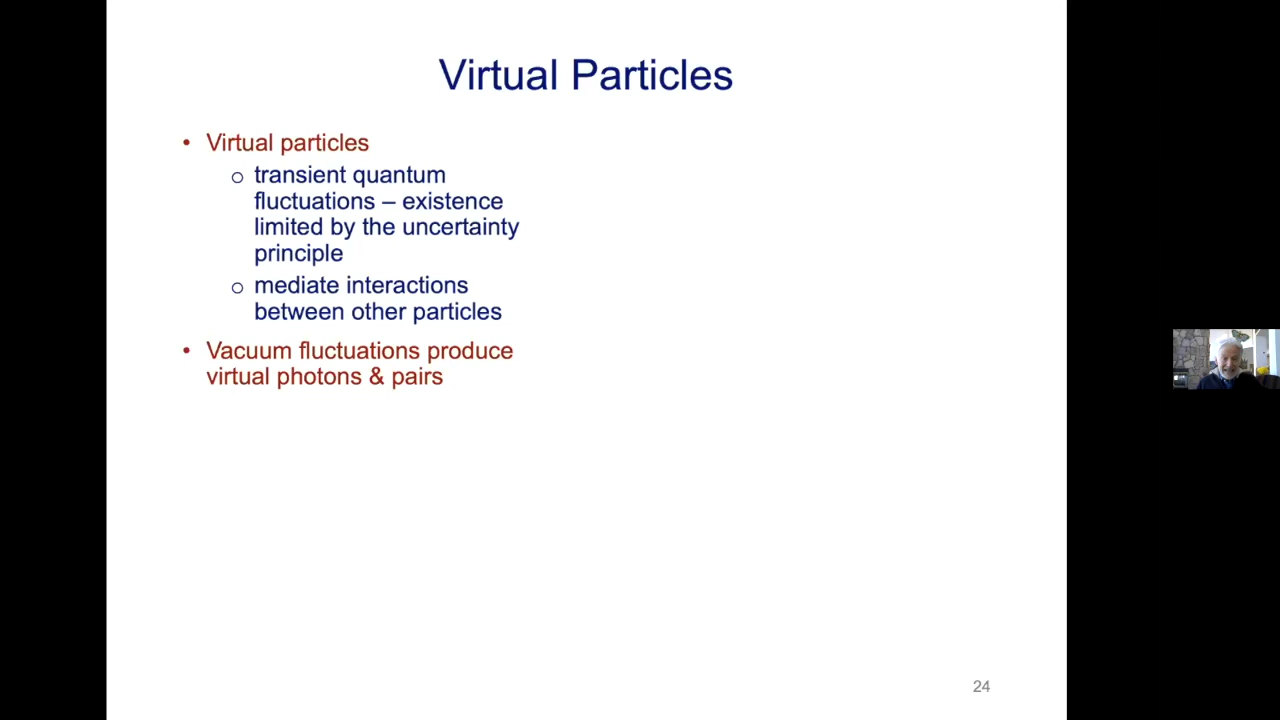 Virtual Particles
• Virtual particles
o transient quantum
fluctuations – existence
limited by the uncertainty
principle
o mediate interactions
between other particles
• Vacuum fluctuations produce
virtual photons & pairs
24